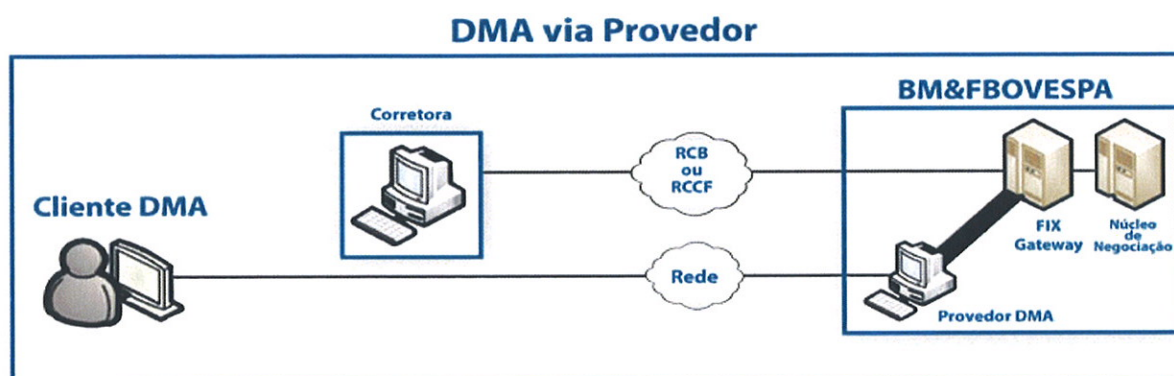 DMA via Provedor
BM&FBOVESPA
Corretora
RCB
ou
RCCF
Cliente DMA
FIX
Gateway
Núcleo
de
Negociação
Rede
Provedor DMA